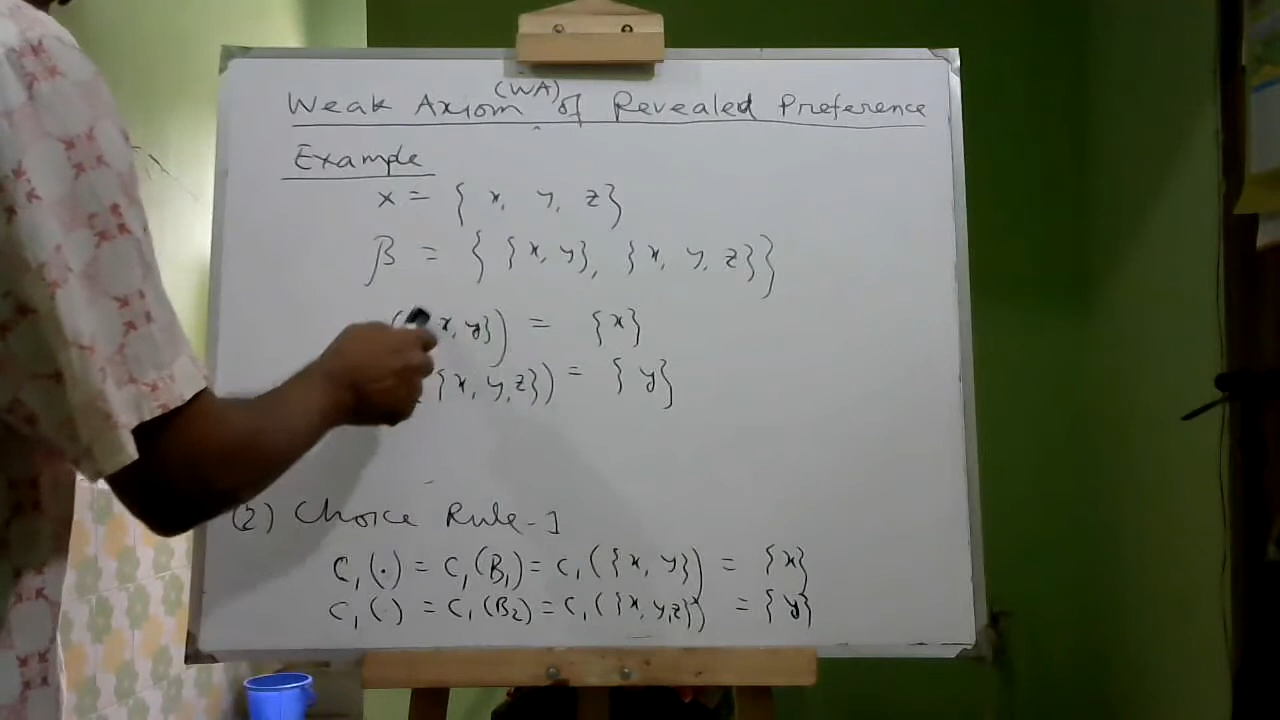 Weak Axiom (WA) of Revealed Preference
Example
X = { x, y, z}
β = { {x, y}, {x, y, z}}
( x, y}) = {x}
{x, y, z}) = { y}
(2) Choice Rule-1
C₁(.) = C₁(B₁) = C₁({x, y}) = {x}
C₁(.) = C₁(B₂) = C₁({x, y, z}) = {y}